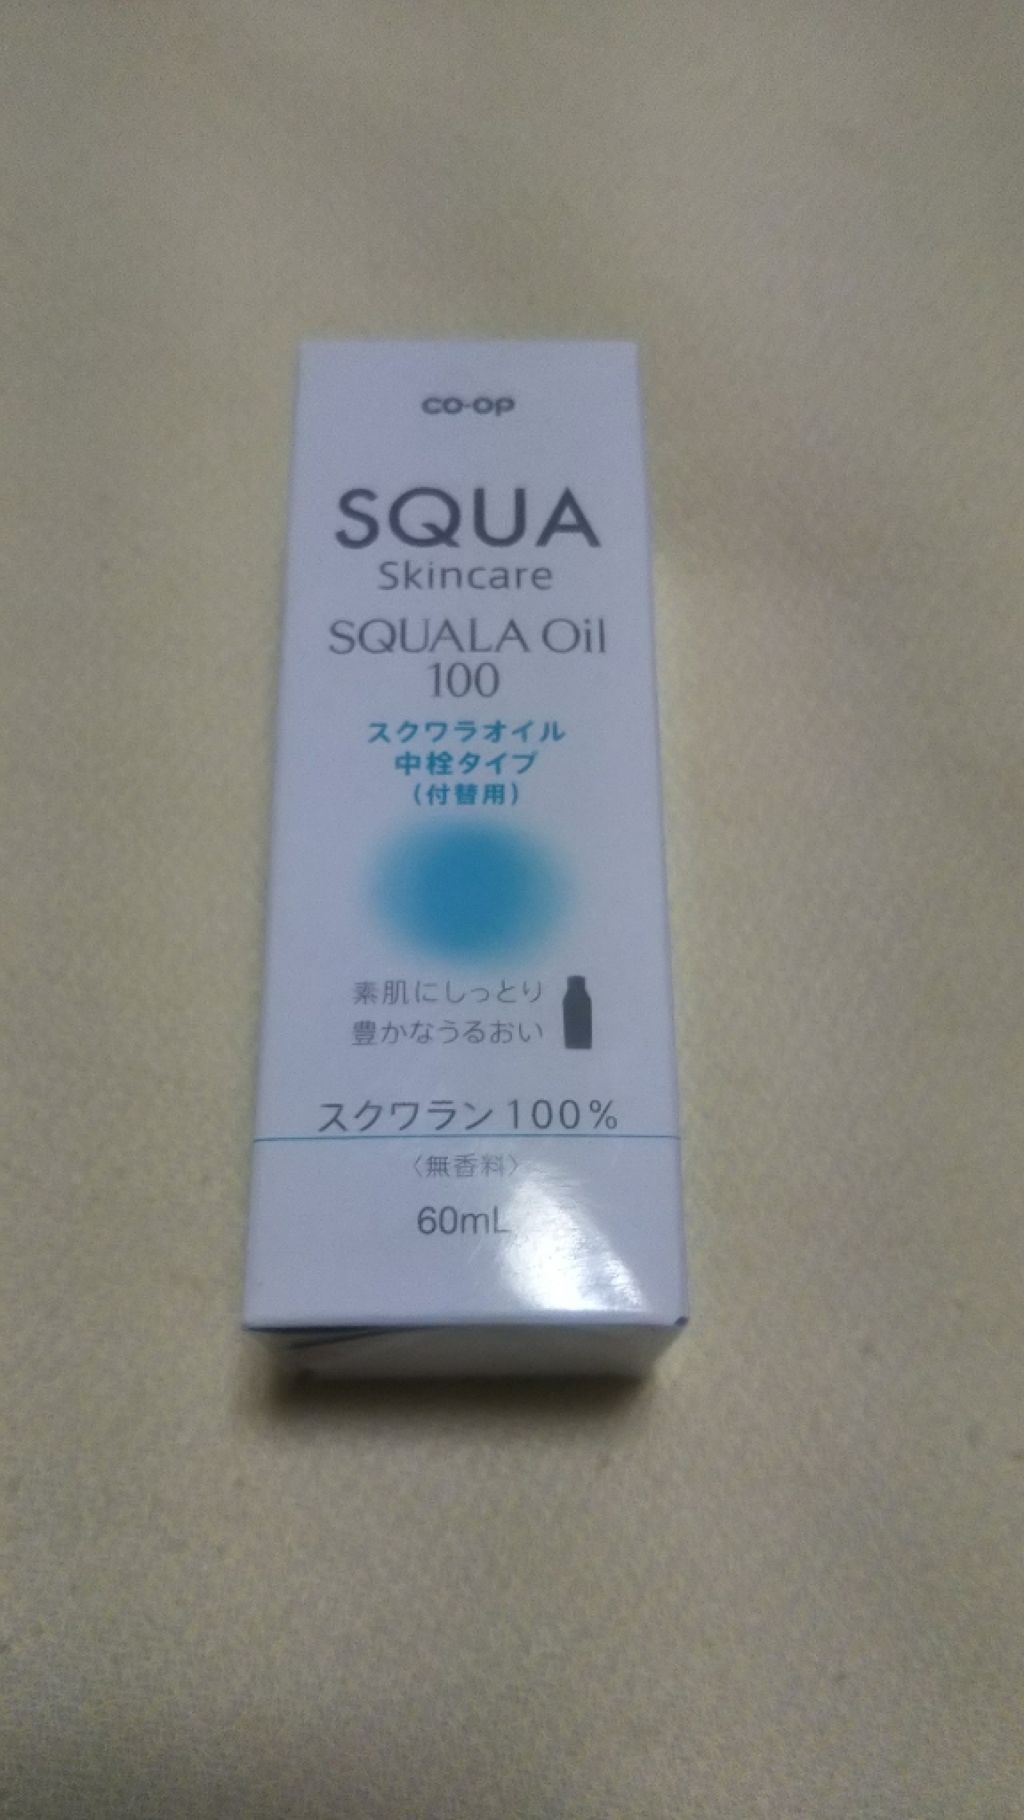 CO·OP
SQUA
Skincare
SQUALA Oil
100
スクワラオイル
中栓タイプ
(付替用)
素肌にしっとり
豊かなうるおい
スクワラン100%
〈無香料〉
60mL